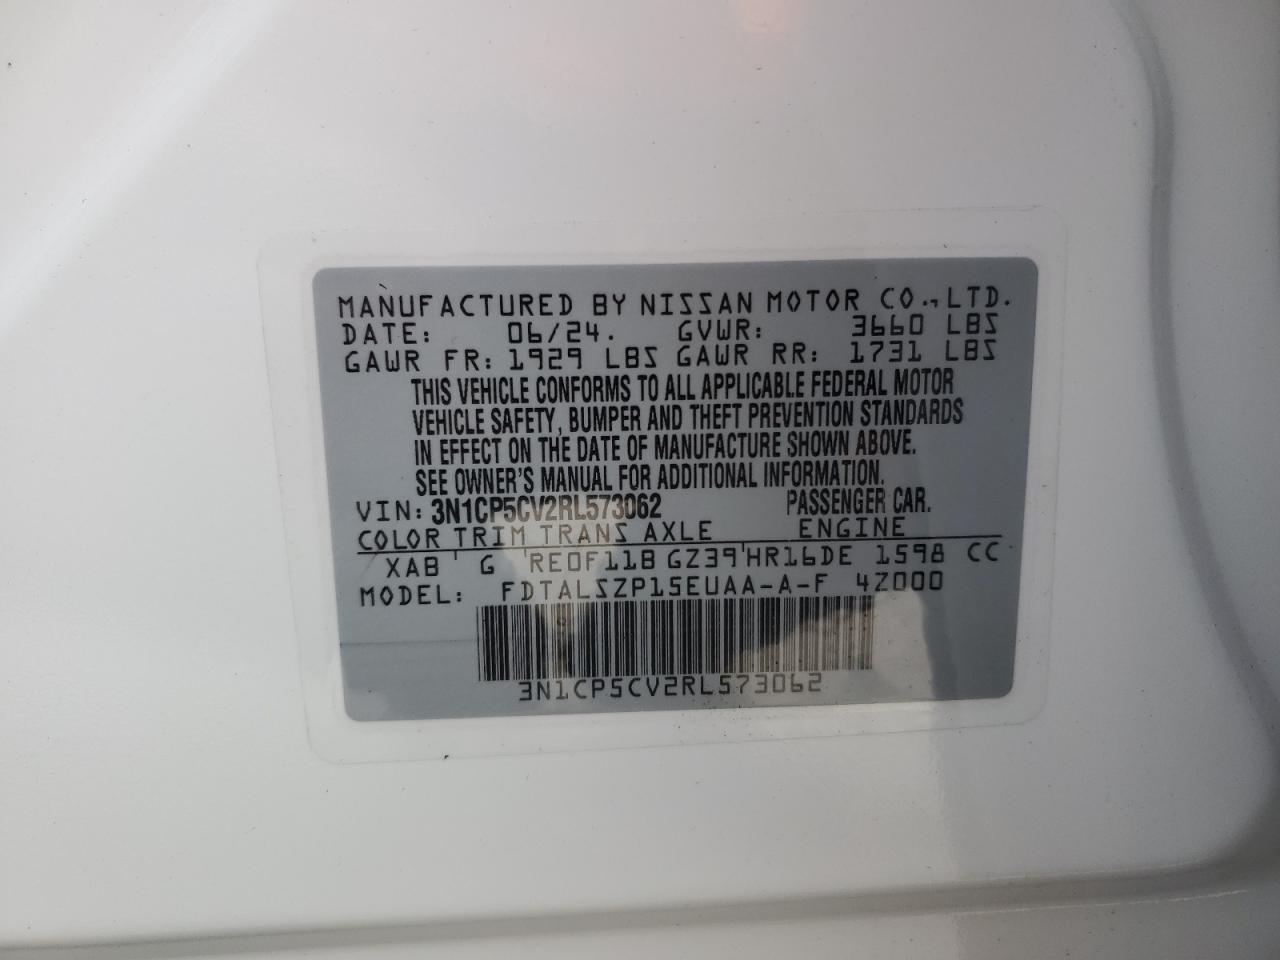 MANUFACTURED BY NISSAN MOTOR CO., LTD.
DATE: 06/24. GVWR: 3660 LBS
GAWR FR: 1929 LBS GAWR RR: 1731 LBS
THIS VEHICLE CONFORMS TO ALL APPLICABLE FEDERAL MOTOR
VEHICLE SAFETY, BUMPER AND THEFT PREVENTION STANDARDS
IN EFFECT ON THE DATE OF MANUFACTURE SHOWN ABOVE.
SEE OWNER'S MANUAL FOR ADDITIONAL INFORMATION.
VIN: 3N1CP5CV2RL573062 PASSENGER CAR.
COLOR TRIM TRANS AXLE ENGINE
XAB ' G ' RE0F11B GZ39 ' HR16DE 1598 CC
MODEL: FDTALSZP15EUAA-A-F 4Z000
3N1CP5CV2RL573062